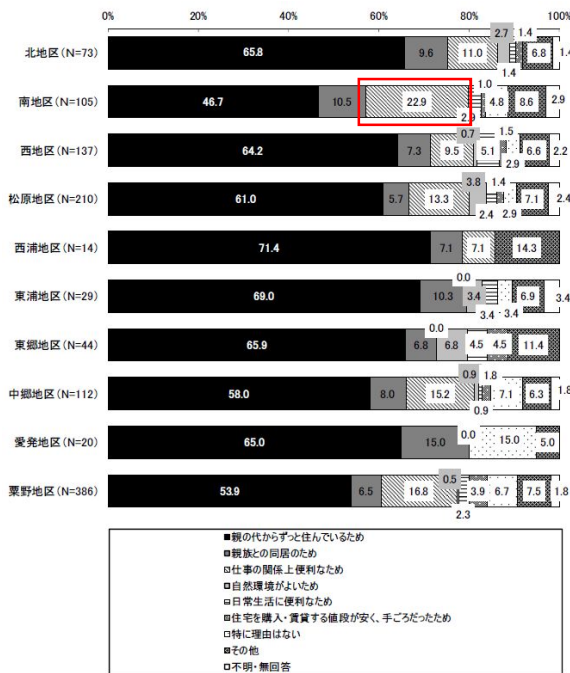 0% 20% 40% 60% 80% 100%
2.7 1.4
北地区(N=73) 65.8 9.6 11.0 6.8 1.4
1.4
1.0
南地区(N=105) 46.7 10.5 22.9 4.8 8.6 2.9
2.9
0.7 1.5
西地区(N=137) 64.2 7.3 9.5 5.1 6.6 2.2
2.9
3.8 1.4
松原地区(N=210) 61.0 5.7 13.3 7.1 2.4
2.4 2.9
西浦地区(N=14) 71.4 7.1 7.1 14.3
0.0
東浦地区(N=29) 69.0 10.3 3.4 6.9 3.4
3.4 3.4
0.0
東郷地区(N=44) 65.9 6.8 6.8 4.5 4.5 11.4
0.9 1.8
中郷地区(N=112) 58.0 8.0 15.2 7.1 6.3 1.8
0.9
0.0
愛発地区(N=20) 65.0 15.0 15.0 5.0
0.5
粟野地区(N=386) 53.9 6.5 16.8 3.9 6.7 7.5 1.8
2.3
親の代からずっと住んでいるため
親族との同居のため
仕事の関係上便利なため
自然環境がよいため
日常生活に便利なため
住宅を購入・賃貸する値段が安く、手ごろだったため
特に理由はない
その他
不明・無回答